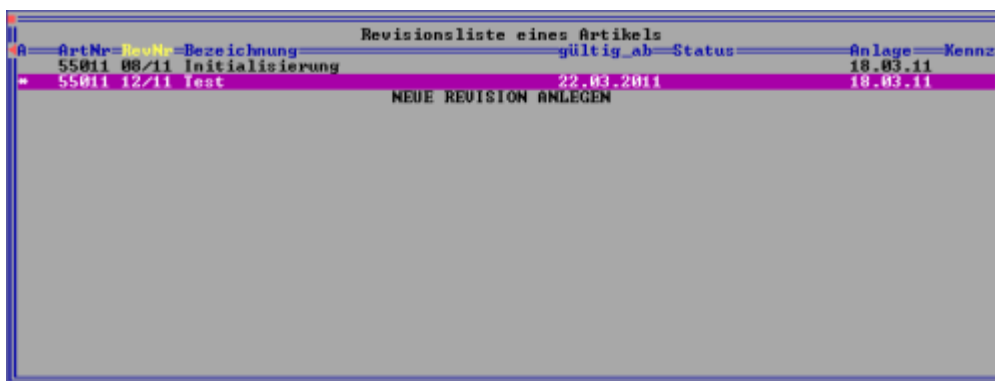 Revisionsliste eines Artikels
A ArtNr RevNr Bezeichnung gültig_ab Status Anlage Kennz
55011 08/11 Initialisierung 18.03.11
* 55011 12/11 Test 22.03.2011 18.03.11
NEUE REVISION ANLEGEN